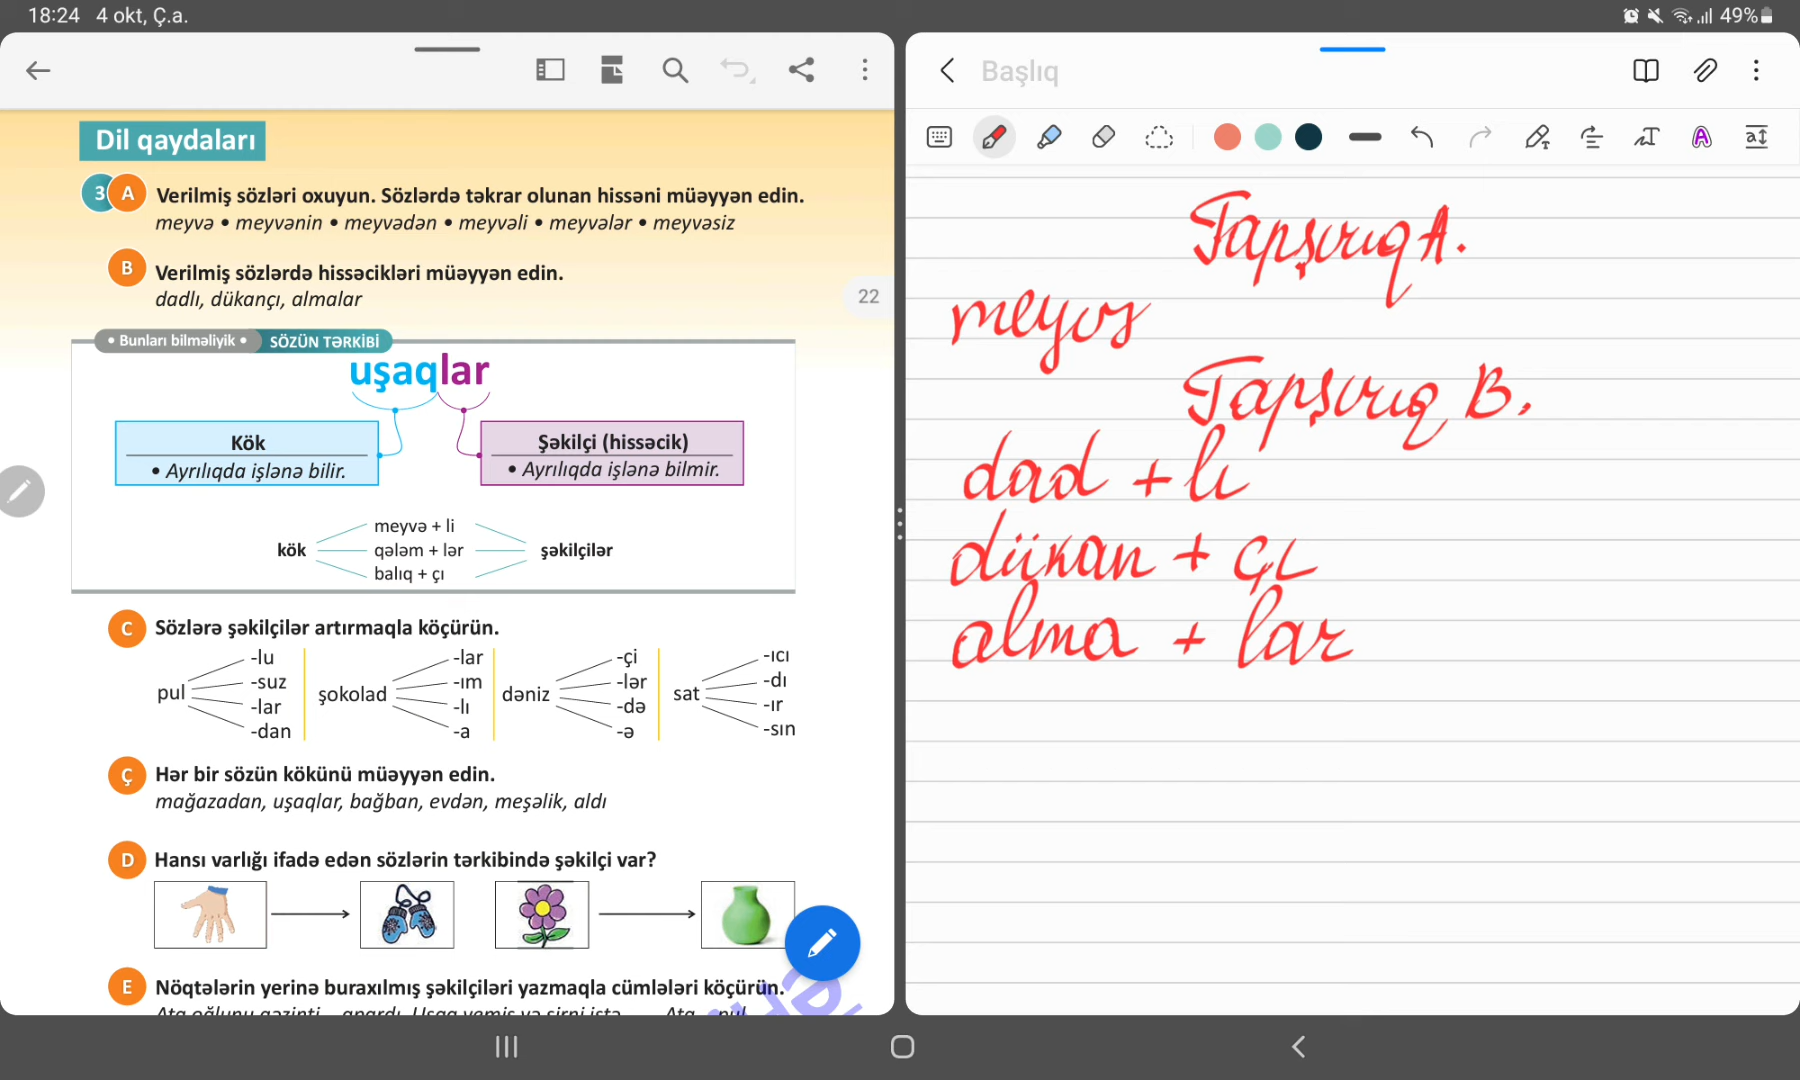 18:24 4 okt, Ç.a.
49%
Dil qaydaları
3 A Verilmiş sözləri oxuyun. Sözlərdə təkrar olunan hissəni müəyyən edin.
meyvə • meyvənin • meyvədən • meyvəli • meyvələr • meyvəsiz
B Verilmiş sözlərdə hissəcikləri müəyyən edin.
dadlı, dükançı, almalar
22
• Bunları bilməliyik • SÖZÜN TƏRKİBİ
uşaqlar
Kök
• Ayrılıqda işlənə bilir.
Şəkilçi (hissəcik)
• Ayrılıqda işlənə bilmir.
meyvə + li
kök qələm + lər şəkilçilər
balıq + çı
C Sözlərə şəkilçilər artırmaqla köçürün.
pul -lu -suz -lar -dan
şokolad -lar -ım -lı -a
dəniz -çi -lər -də -ə
sat -ıcı -dı -ır -sın
Ç Hər bir sözün kökünü müəyyən edin.
mağazadan, uşaqlar, bağban, evdən, meşəlik, aldı
D Hansı varlığı ifadə edən sözlərin tərkibində şəkilçi var?
E Nöqtələrin yerinə buraxılmış şəkilçiləri yazmaqla cümlələri köçürün.
Başlıq
Tapşırıq A.
meyvə
Tapşırıq B.
dad + lı
dükan + çı
alma + lar